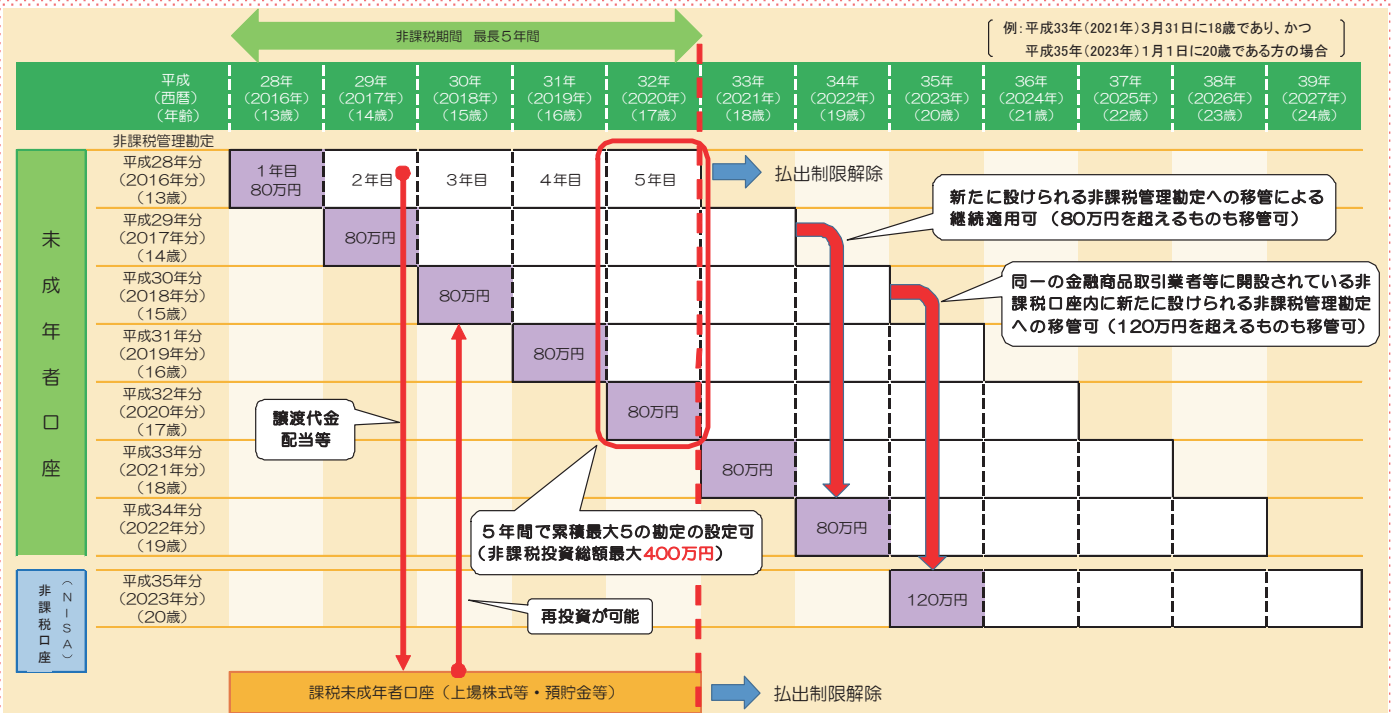 非課税期間 最長5年間
例:平成33年(2021年)3月31日に18歳であり、かつ
平成35年(2023年)1月1日に20歳である方の場合
平成
(西暦)
(年齢)
28年
(2016年)
(13歳)
29年
(2017年)
(14歳)
30年
(2018年)
(15歳)
31年
(2019年)
(16歳)
32年
(2020年)
(17歳)
33年
(2021年)
(18歳)
34年
(2022年)
(19歳)
35年
(2023年)
(20歳)
36年
(2024年)
(21歳)
37年
(2025年)
(22歳)
38年
(2026年)
(23歳)
39年
(2027年)
(24歳)
非課税管理勘定
未成年者口座
平成28年分
(2016年分)
(13歳)
1年目
80万円
2年目
3年目
4年目
5年目
払出制限解除
平成29年分
(2017年分)
(14歳)
80万円
新たに設けられる非課税管理勘定への移管による
継続適用可(80万円を超えるものも移管可)
平成30年分
(2018年分)
(15歳)
80万円
同一の金融商品取引業者等に開設されている非
課税口座内に新たに設けられる非課税管理勘定
への移管可(120万円を超えるものも移管可)
平成31年分
(2019年分)
(16歳)
80万円
平成32年分
(2020年分)
(17歳)
80万円
譲渡代金
配当等
平成33年分
(2021年分)
(18歳)
80万円
平成34年分
(2022年分)
(19歳)
80万円
5年間で累積最大5の勘定の設定可
(非課税投資総額最大400万円)
非課税口座
(NISA)
平成35年分
(2023年分)
(20歳)
120万円
再投資が可能
課税未成年者口座(上場株式等・預貯金等)
払出制限解除